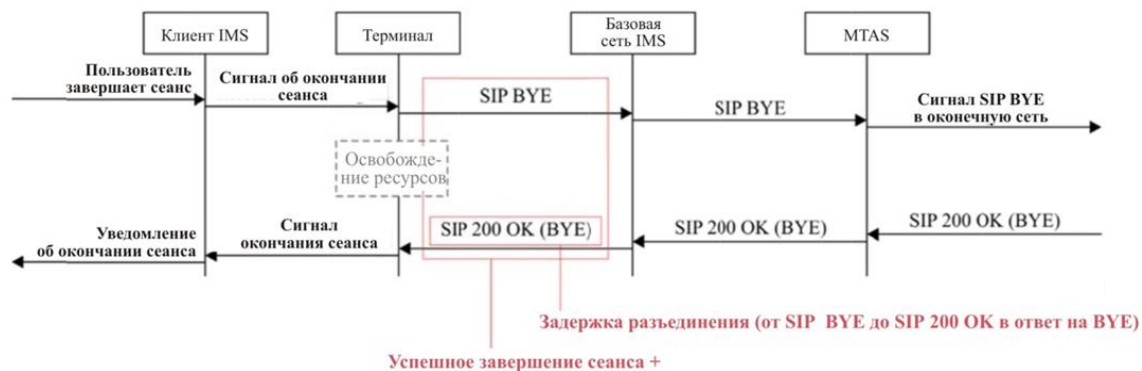 Клиент IMS
Терминал
Базовая
сеть IMS
MTAS
Пользователь
завершает сеанс
Сигнал об окончании
сеанса
SIP BYE
SIP BYE
Сигнал SIP BYE
в оконечную сеть
Освобожде-
ние ресурсов
Уведомление
об окончании сеанса
Сигнал
окончания сеанса
SIP 200 OK (BYE)
SIP 200 OK (BYE)
SIP 200 OK (BYE)
Задержка разъединения (от SIP BYE до SIP 200 OK в ответ на BYE)
Успешное завершение сеанса +